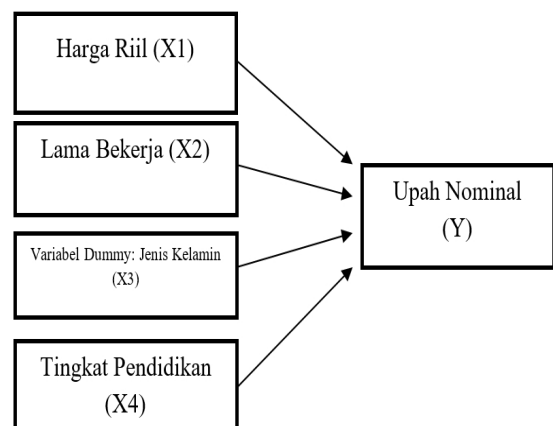 Harga Riil (X1)
Lama Bekerja (X2)
Variabel Dummy: Jenis Kelamin
(X3)
Tingkat Pendidikan
(X4)
Upah Nominal
(Y)